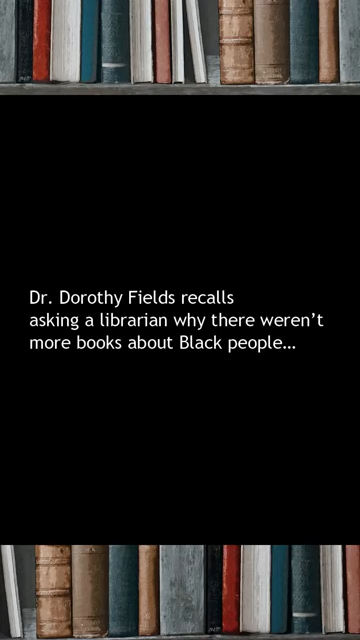 Dr. Dorothy Fields recalls
asking a librarian why there weren’t
more books about Black people…